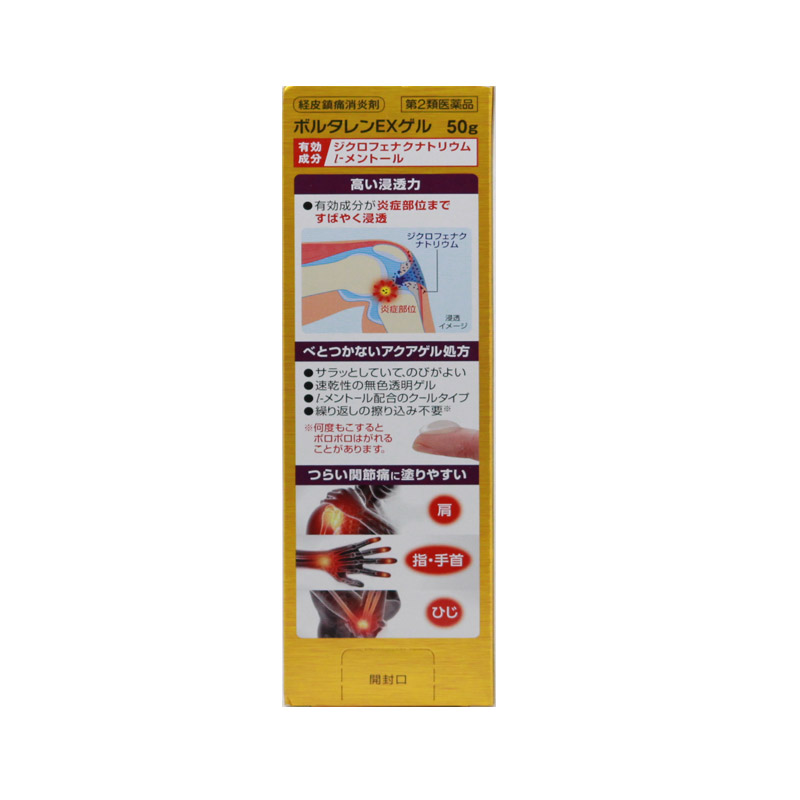 経皮鎮痛消炎剤 第2類医薬品
ボルタレンEXゲル 50g
有効成分 ジクロフェナクナトリウム
l-メントール
高い浸透力
●有効成分が炎症部位まで
すばやく浸透
ジクロフェナク
ナトリウム
炎症部位
浸透
イメージ
べとつかないアクアゲル処方
●サラッとしていて、のびがよい
●速乾性の無色透明ゲル
●l-メントール配合のクールタイプ
●繰り返しの擦り込み不要※
※何度もこすると
ボロボロはがれる
ことがあります。
つらい関節痛に塗りやすい
肩
指・手首
ひじ
開封口